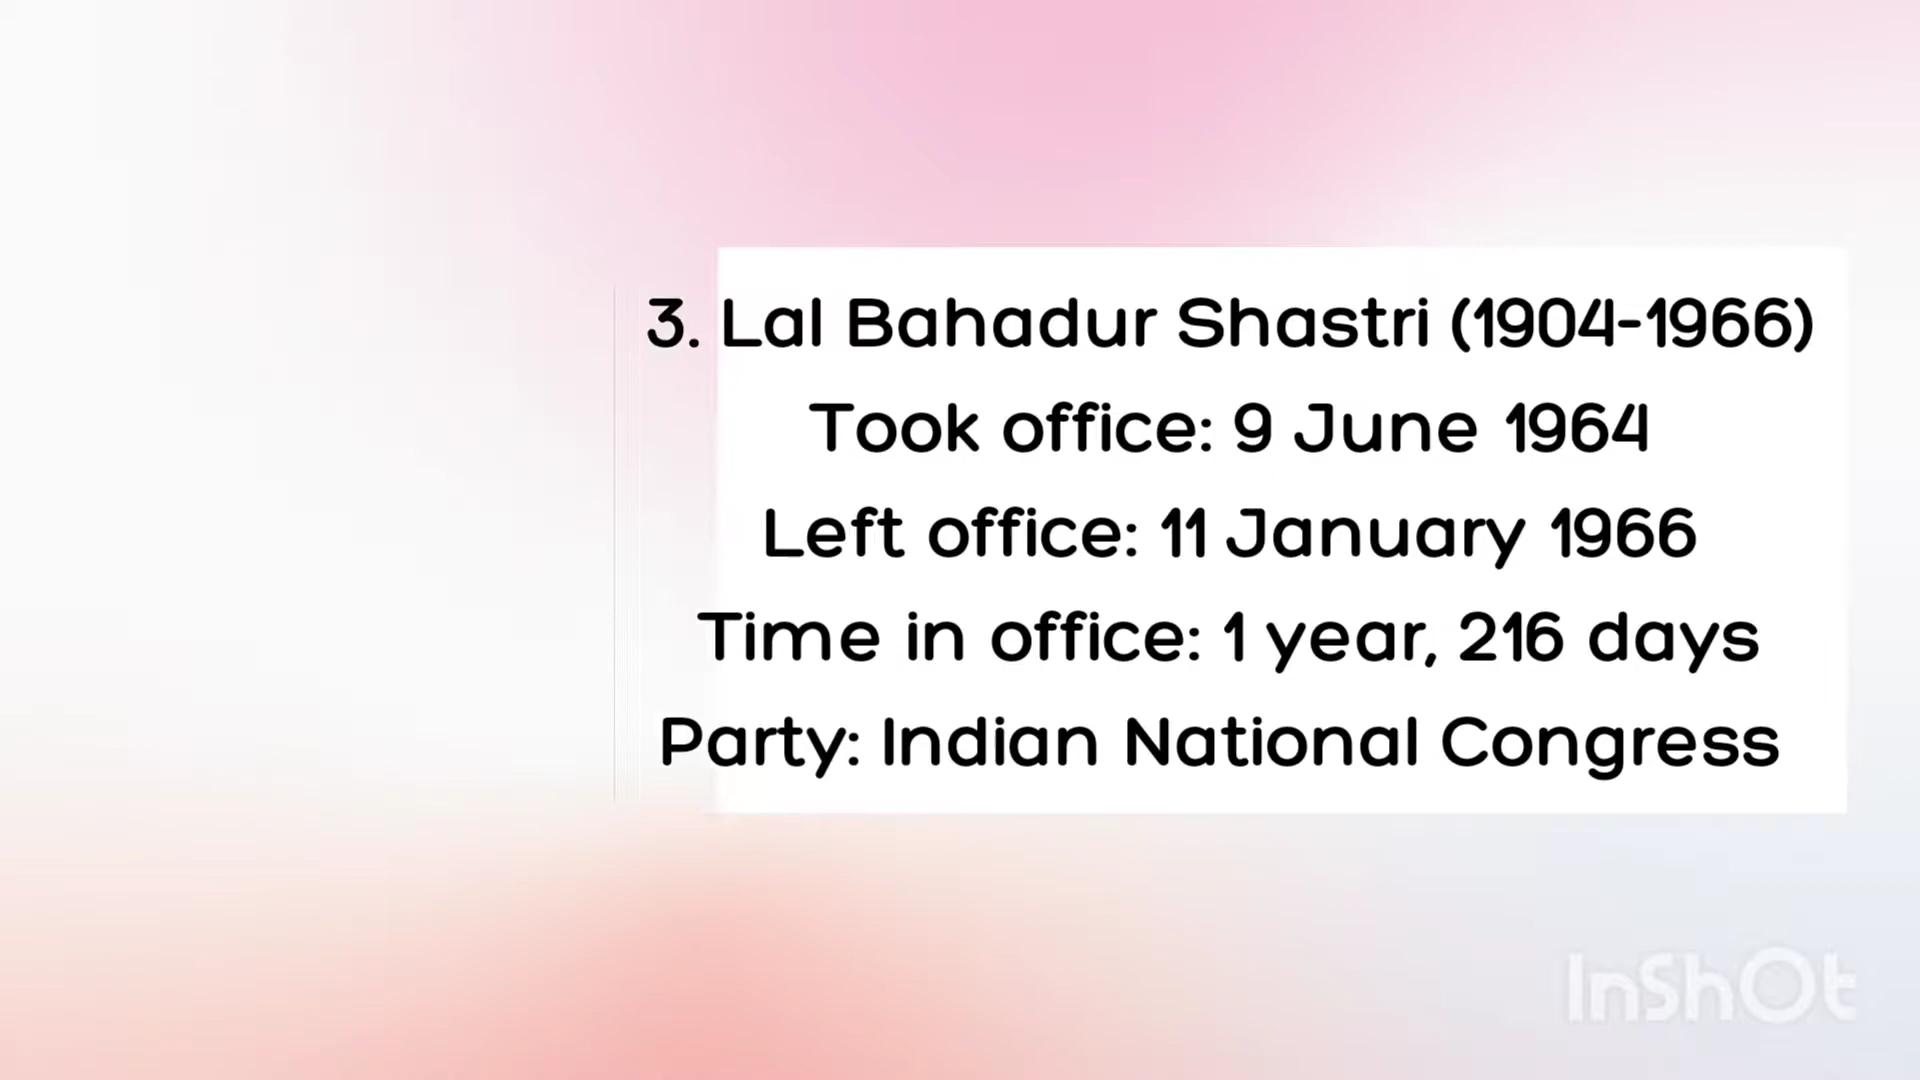 3. Lal Bahadur Shastri (1904-1966)
Took office: 9 June 1964
Left office: 11 January 1966
Time in office: 1 year, 216 days
Party: Indian National Congress
InShOt